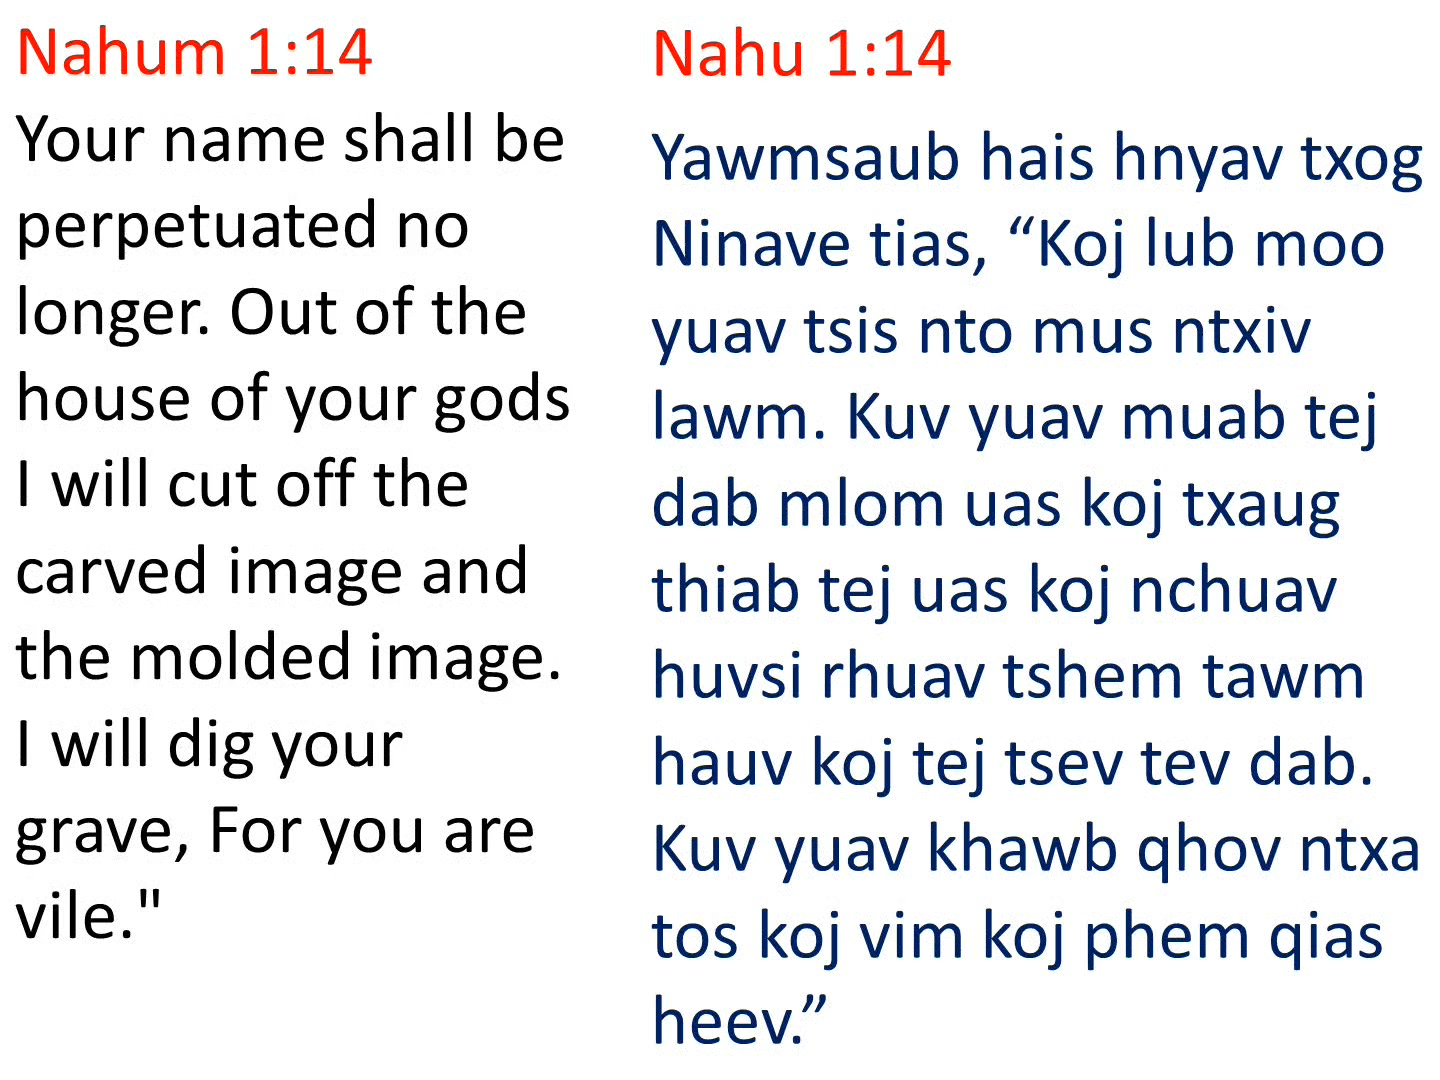 Nahum 1:14
Your name shall be
perpetuated no
longer. Out of the
house of your gods
I will cut off the
carved image and
the molded image.
I will dig your
grave, For you are
vile."
Nahu 1:14
Yawmsaub hais hnyav txog
Ninave tias, “Koj lub moo
yuav tsis nto mus ntxiv
lawm. Kuv yuav muab tej
dab mlom uas koj txaug
thiab tej uas koj nchuav
huvsi rhuav tshem tawm
hauv koj tej tsev tev dab.
Kuv yuav khawb qhov ntxa
tos koj vim koj phem qias
heev.”